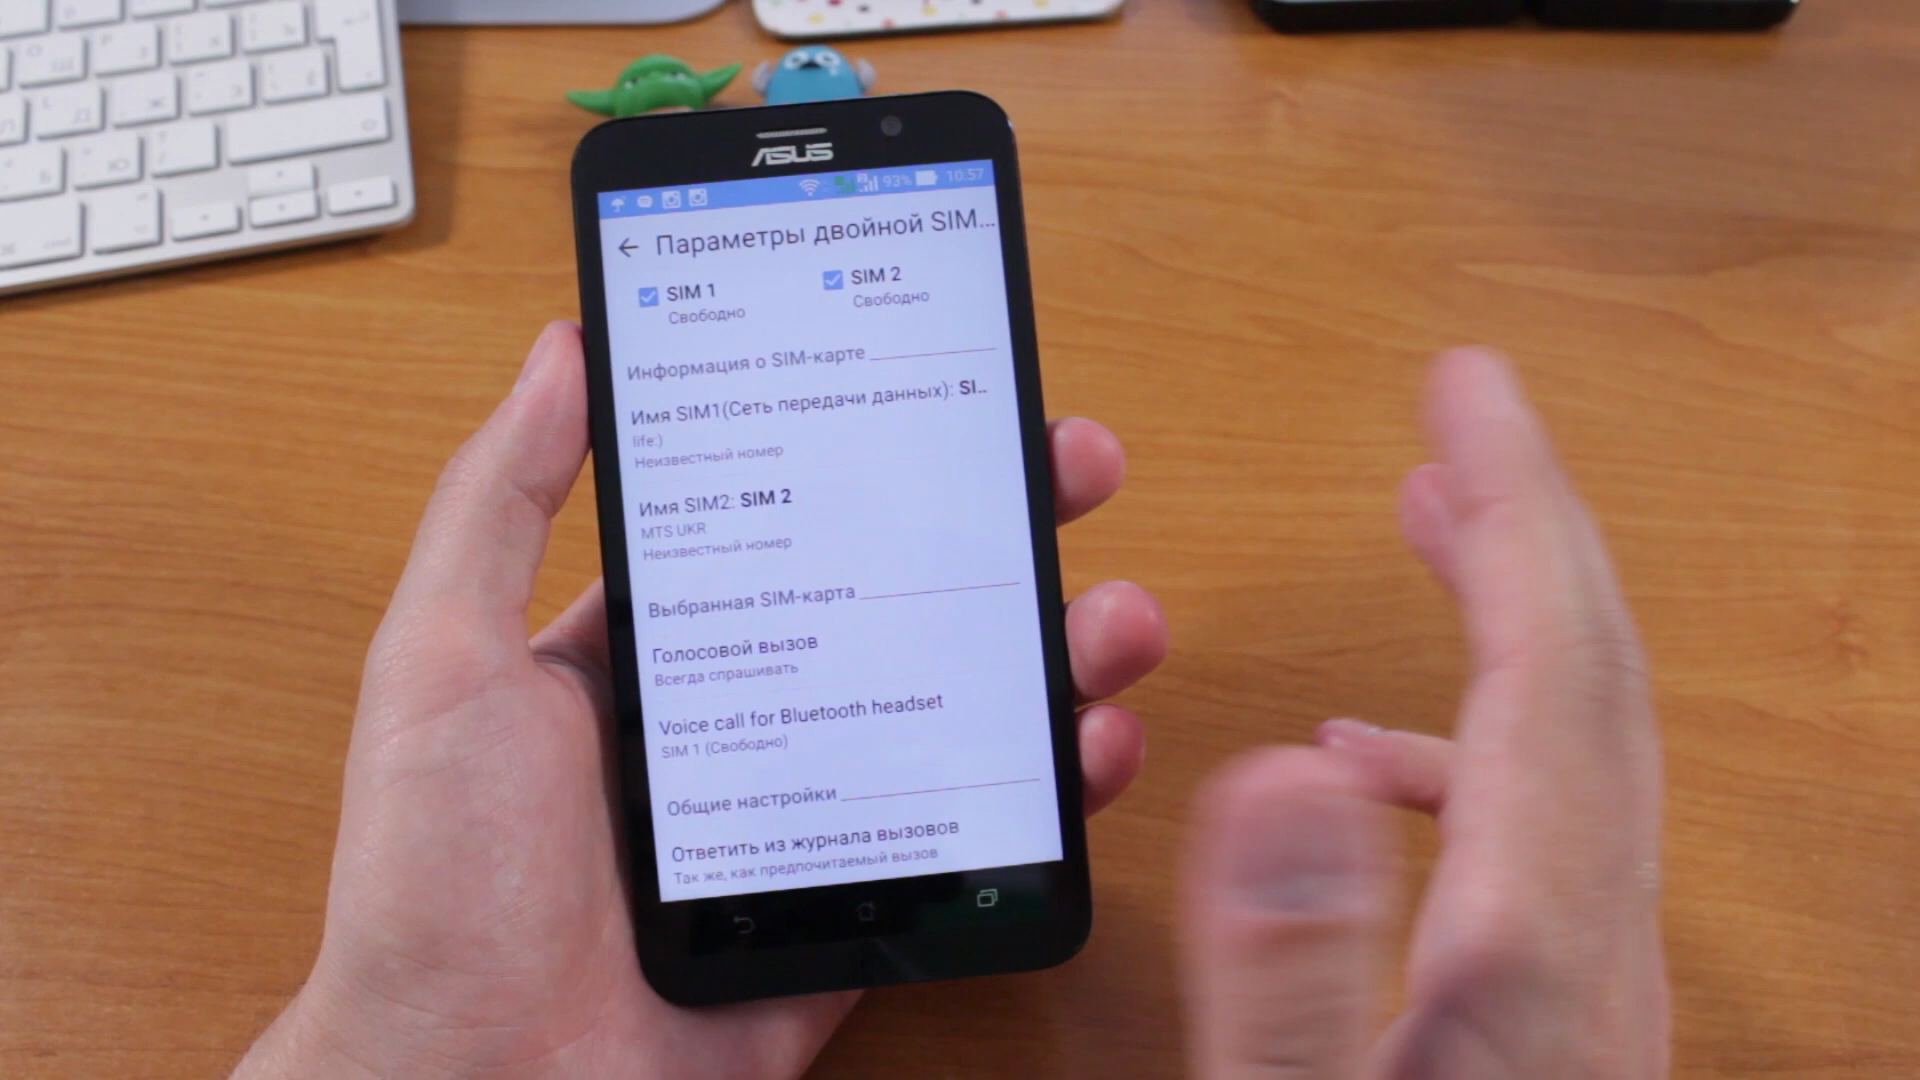 ASUS
93% 10:57
Параметры двойной SIM...
SIM 1
Свободно
SIM 2
Свободно
Информация о SIM-карте
Имя SIM1(Сеть передачи данных): SI..
life:)
Неизвестный номер
Имя SIM2: SIM 2
MTS UKR
Неизвестный номер
Выбранная SIM-карта
Голосовой вызов
Всегда спрашивать
Voice call for Bluetooth headset
SIM 1 (Свободно)
Общие настройки
Ответить из журнала вызовов
Так же, как предпочитаемый вызов